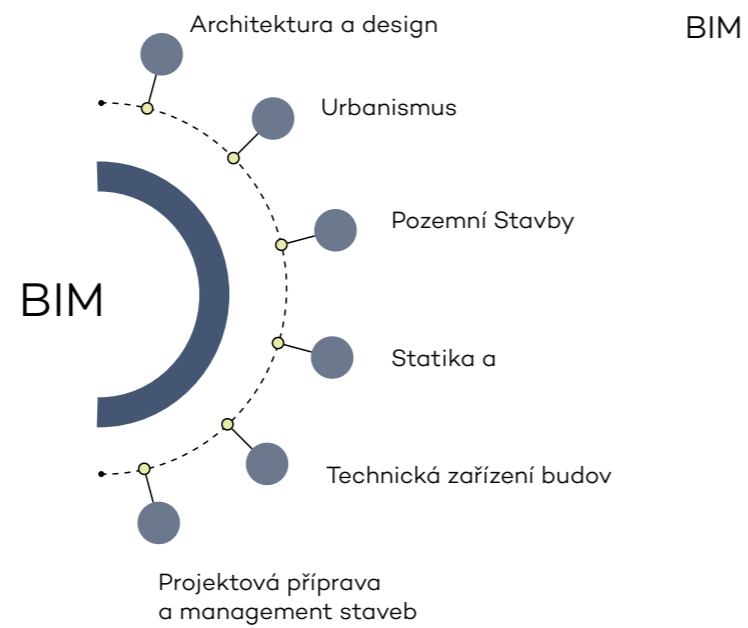 Architektura a design
BIM
Urbanismus
Pozemní Stavby
BIM
Statika a
Technická zařízení budov
Projektová příprava
a management staveb